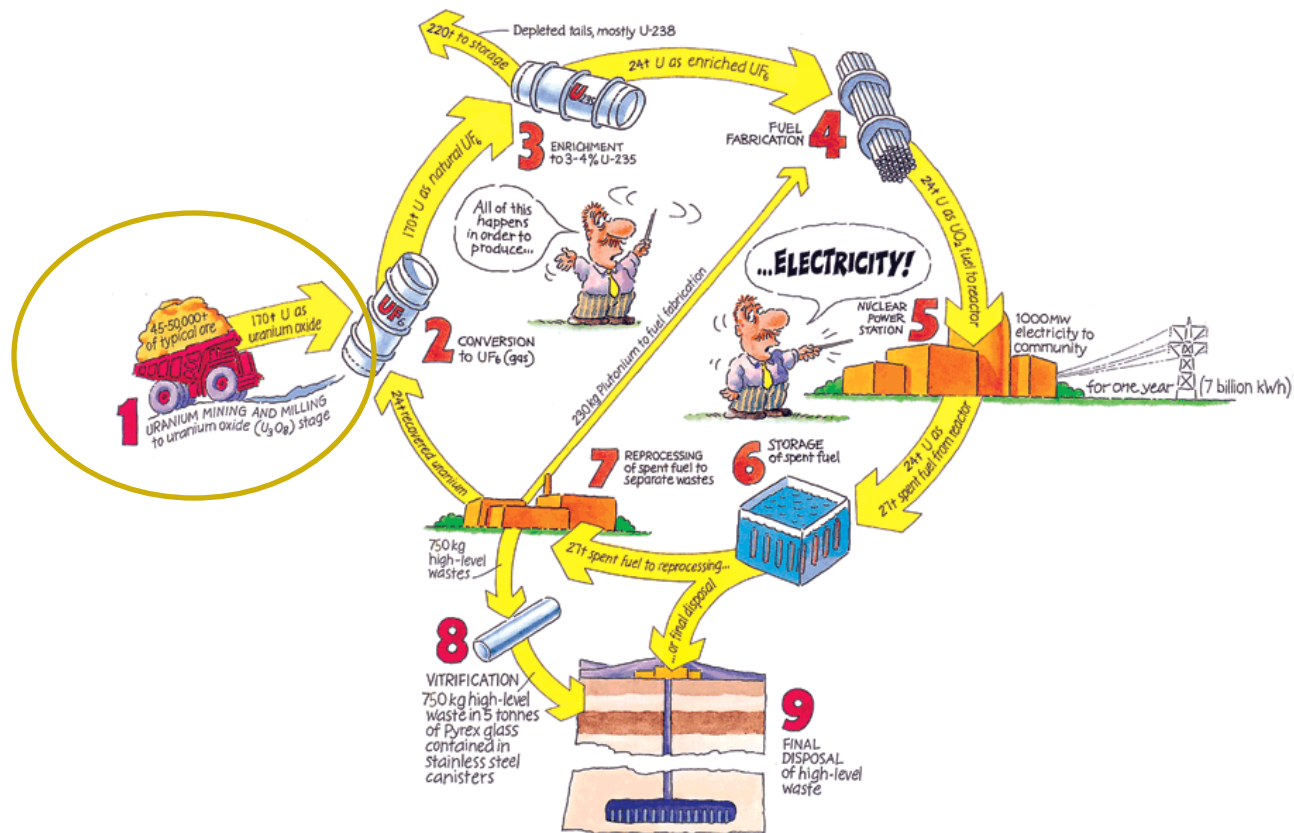 220t to storage
Depleted tails, mostly U-238
U235
24t U as enriched UF6
3
ENRICHMENT
to 3-4% U-235
FUEL
FABRICATION
4
170t U as natural UF6
All of this
happens
in order to
produce...
24t U as UO2 fuel to reactor
45-50,000t
of typical ore
170t U as
uranium oxide
UF6
2
CONVERSION
to UF6 (gas)
1
URANIUM MINING AND MILLING
to uranium oxide (U3O8) stage
230kg Plutonium to fuel fabrication
...ELECTRICITY!
NUCLEAR
POWER
STATION
5
1000MW
electricity to
community
for one year
(7 billion kWh)
24t recovered uranium
7
REPROCESSING
of spent fuel to
separate wastes
6
STORAGE
of spent fuel
24t U as
27t spent fuel from reactor
750 kg
high-level
wastes
27t spent fuel to reprocessing...
...or final disposal
8
VITRIFICATION
750 kg high-level
waste in 5 tonnes
of Pyrex glass
contained in
stainless steel
canisters
9
FINAL
DISPOSAL
of high-level
waste